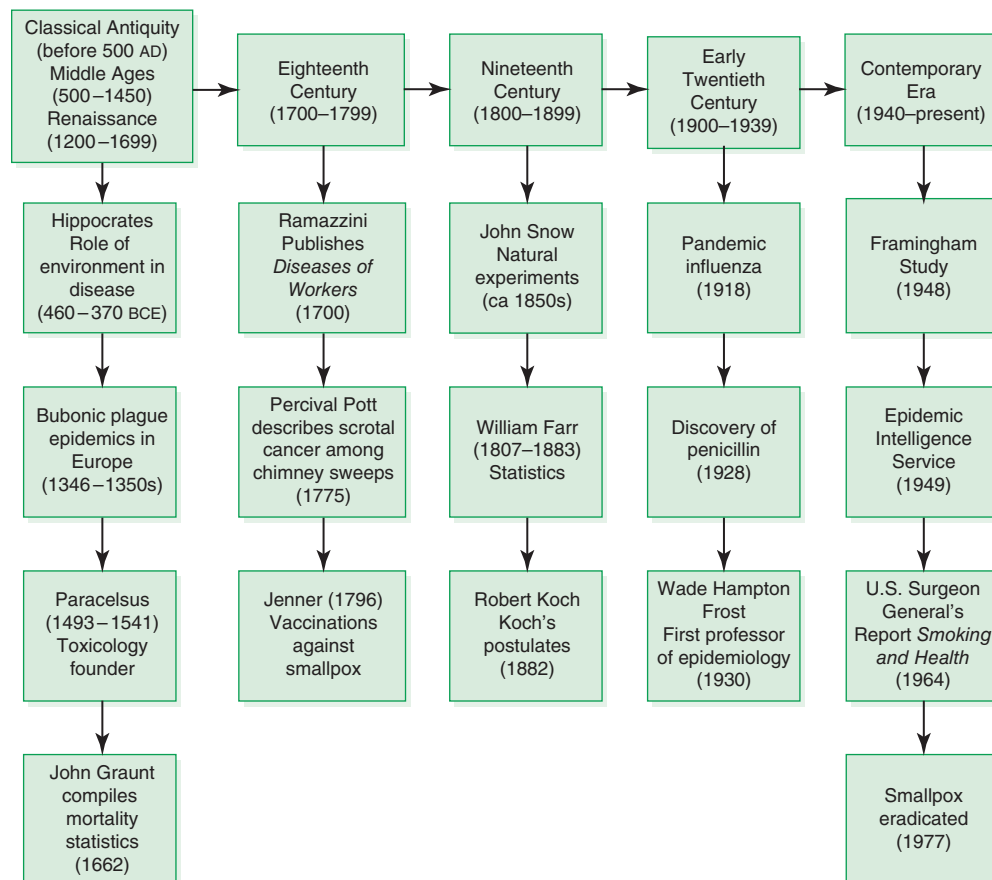 Classical Antiquity
(before 500 AD)
Middle Ages
(500–1450)
Renaissance
(1200–1699)
Eighteenth
Century
(1700–1799)
Nineteenth
Century
(1800–1899)
Early
Twentieth
Century
(1900–1939)
Contemporary
Era
(1940–present)
Hippocrates
Role of
environment in
disease
(460–370 BCE)
Ramazzini
Publishes
Diseases of
Workers
(1700)
John Snow
Natural
experiments
(ca 1850s)
Pandemic
influenza
(1918)
Framingham
Study
(1948)
Bubonic plague
epidemics in
Europe
(1346–1350s)
Percival Pott
describes scrotal
cancer among
chimney sweeps
(1775)
William Farr
(1807–1883)
Statistics
Discovery of
penicillin
(1928)
Epidemic
Intelligence
Service
(1949)
Paracelsus
(1493–1541)
Toxicology
founder
Jenner (1796)
Vaccinations
against
smallpox
Robert Koch
Koch's
postulates
(1882)
Wade Hampton
Frost
First professor
of epidemiology
(1930)
U.S. Surgeon
General's
Report Smoking
and Health
(1964)
John Graunt
compiles
mortality
statistics
(1662)
Smallpox
eradicated
(1977)